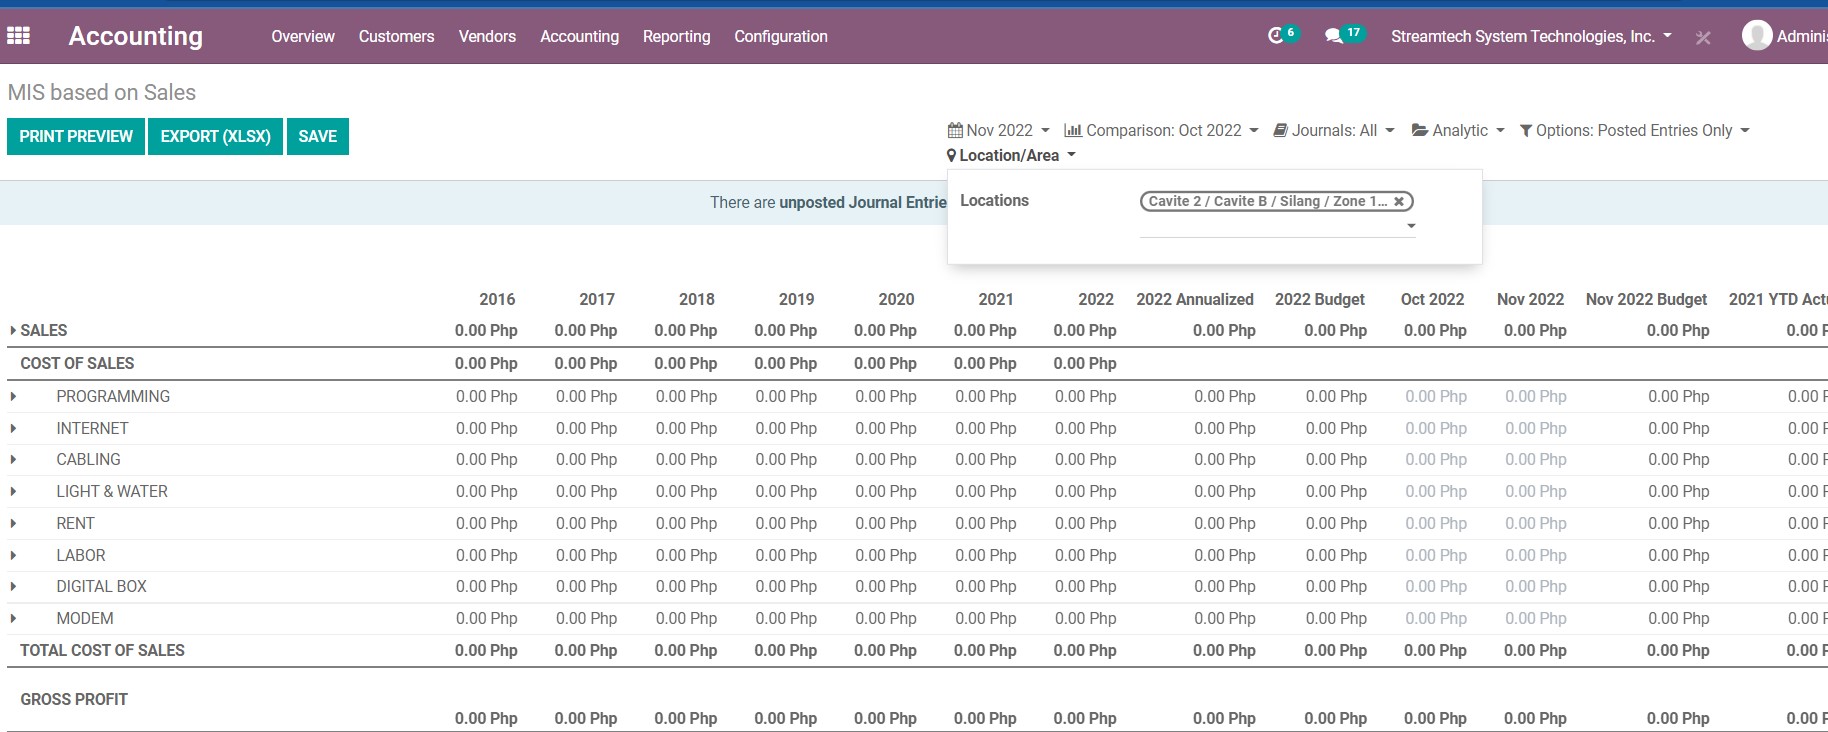 Accounting Overview Customers Vendors Accounting Reporting Configuration 6 17 Streamtech System Technologies, Inc. Adminis
MIS based on Sales
PRINT PREVIEW EXPORT (XLSX) SAVE
Nov 2022 Comparison: Oct 2022 Journals: All Analytic Options: Posted Entries Only
Location/Area
There are unposted Journal Entrie
Locations Cavite 2 / Cavite B / Silang / Zone 1...
2016 2017 2018 2019 2020 2021 2022 2022 Annualized 2022 Budget Oct 2022 Nov 2022 Nov 2022 Budget 2021 YTD Actu
SALES 0.00 Php 0.00 Php 0.00 Php 0.00 Php 0.00 Php 0.00 Php 0.00 Php 0.00 Php 0.00 Php 0.00 Php 0.00 Php 0.00 Php 0.00 P
COST OF SALES 0.00 Php 0.00 Php 0.00 Php 0.00 Php 0.00 Php 0.00 Php 0.00 Php
PROGRAMMING 0.00 Php 0.00 Php 0.00 Php 0.00 Php 0.00 Php 0.00 Php 0.00 Php 0.00 Php 0.00 Php 0.00 Php 0.00 Php 0.00 Php 0.00 P
INTERNET 0.00 Php 0.00 Php 0.00 Php 0.00 Php 0.00 Php 0.00 Php 0.00 Php 0.00 Php 0.00 Php 0.00 Php 0.00 Php 0.00 Php 0.00 P
CABLING 0.00 Php 0.00 Php 0.00 Php 0.00 Php 0.00 Php 0.00 Php 0.00 Php 0.00 Php 0.00 Php 0.00 Php 0.00 Php 0.00 Php 0.00 P
LIGHT & WATER 0.00 Php 0.00 Php 0.00 Php 0.00 Php 0.00 Php 0.00 Php 0.00 Php 0.00 Php 0.00 Php 0.00 Php 0.00 Php 0.00 Php 0.00 P
RENT 0.00 Php 0.00 Php 0.00 Php 0.00 Php 0.00 Php 0.00 Php 0.00 Php 0.00 Php 0.00 Php 0.00 Php 0.00 Php 0.00 Php 0.00 P
LABOR 0.00 Php 0.00 Php 0.00 Php 0.00 Php 0.00 Php 0.00 Php 0.00 Php 0.00 Php 0.00 Php 0.00 Php 0.00 Php 0.00 Php 0.00 P
DIGITAL BOX 0.00 Php 0.00 Php 0.00 Php 0.00 Php 0.00 Php 0.00 Php 0.00 Php 0.00 Php 0.00 Php 0.00 Php 0.00 Php 0.00 Php 0.00 P
MODEM 0.00 Php 0.00 Php 0.00 Php 0.00 Php 0.00 Php 0.00 Php 0.00 Php 0.00 Php 0.00 Php 0.00 Php 0.00 Php 0.00 Php 0.00 P
TOTAL COST OF SALES 0.00 Php 0.00 Php 0.00 Php 0.00 Php 0.00 Php 0.00 Php 0.00 Php 0.00 Php 0.00 Php 0.00 Php 0.00 Php 0.00 Php 0.00 P
GROSS PROFIT
0.00 Php 0.00 Php 0.00 Php 0.00 Php 0.00 Php 0.00 Php 0.00 Php 0.00 Php 0.00 Php 0.00 Php 0.00 Php 0.00 Php 0.00 P